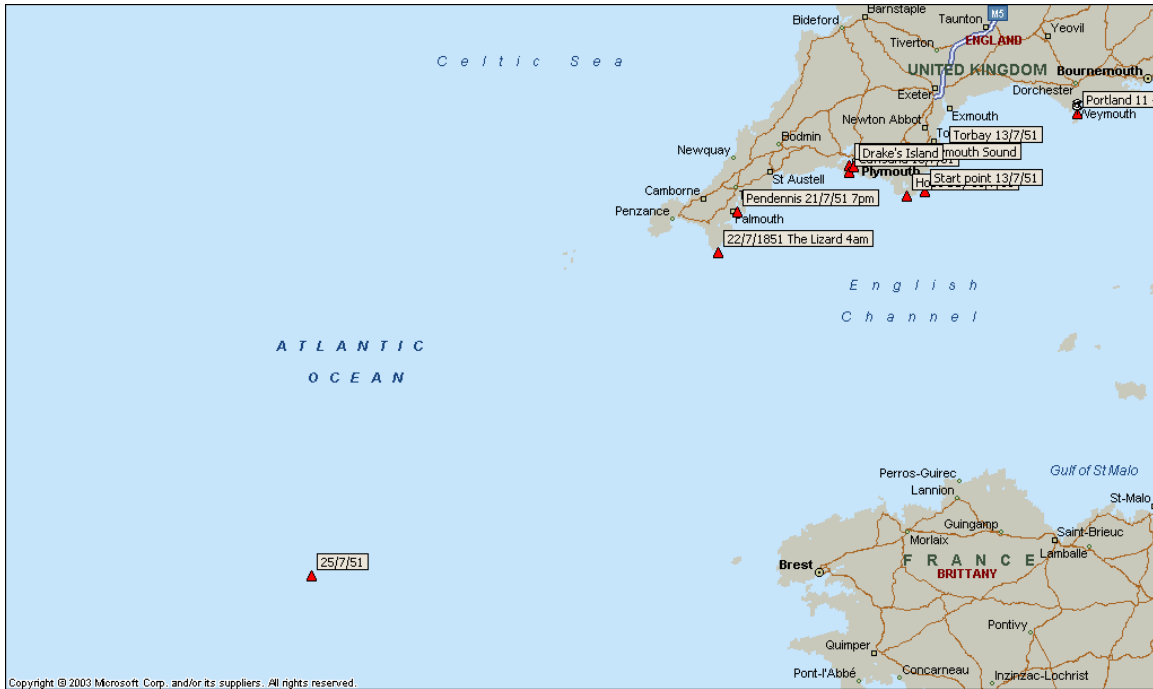 Barnstaple
Bideford
Taunton
M5
Yeovil
ENGLAND
Tiverton
Celtic Sea
UNITED KINGDOM
Bournemouth
Exeter
Dorchester
Portland 11
Weymouth
Exmouth
Newton Abbot
Torbay 13/7/51
Bodmin
Newquay
Drake's Island
mouth Sound
Plymouth
St Austell
Start point 13/7/51
Camborne
Pendennis 21/7/51 7pm
Penzance
Falmouth
22/7/1851 The Lizard 4am
English
Channel
ATLANTIC
OCEAN
Perros-Guirec
Gulf of St Malo
Lannion
St-Malo
Guingamp
Saint-Brieuc
Morlaix
Lamballe
FRANCE
25/7/51
Brest
BRITTANY
Pontivy
Quimper
Pont-l'Abbé
Concarneau
Inzinzac-Lochrist
Copyright © 2003 Microsoft Corp. and/or its suppliers. All rights reserved.